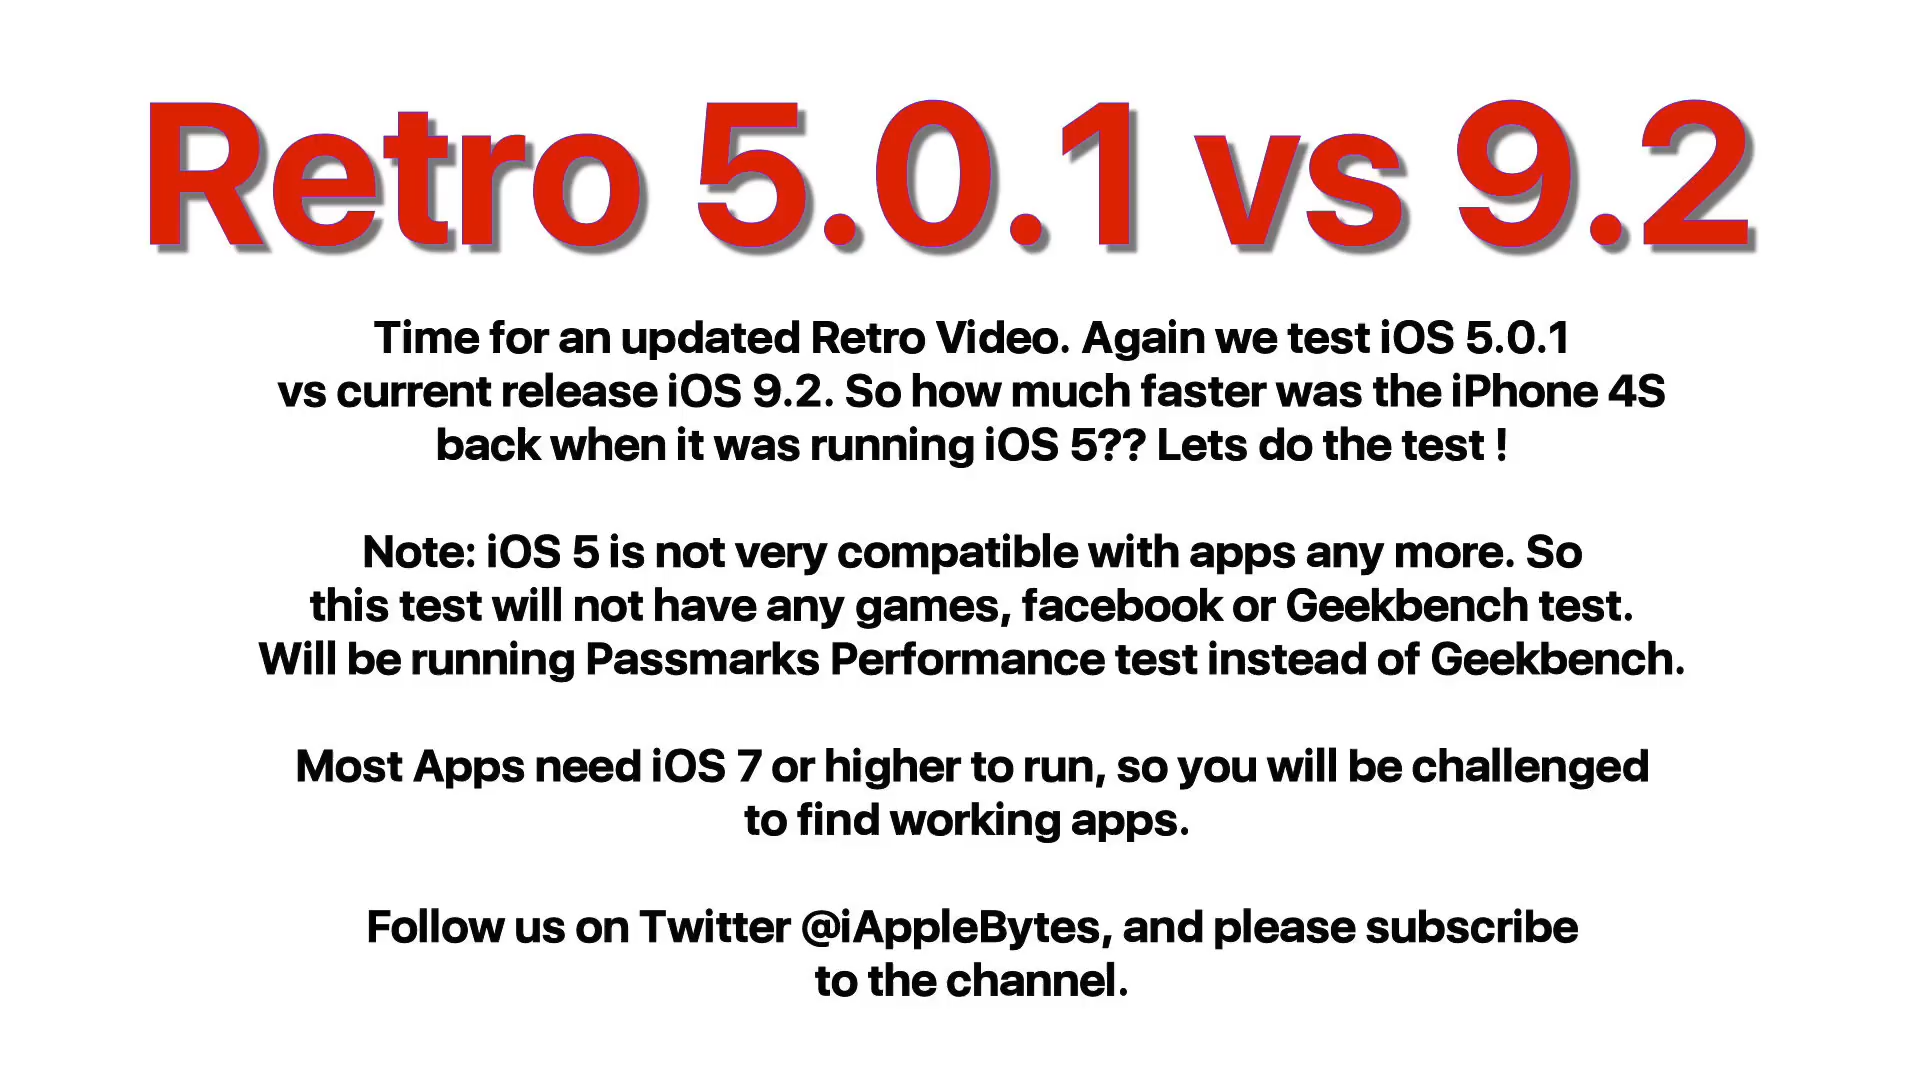 Retro 5.0.1 vs 9.2
Time for an updated Retro Video. Again we test iOS 5.0.1
vs current release iOS 9.2. So how much faster was the iPhone 4S
back when it was running iOS 5?? Lets do the test !
Note: iOS 5 is not very compatible with apps any more. So
this test will not have any games, facebook or Geekbench test.
Will be running Passmarks Performance test instead of Geekbench.
Most Apps need iOS 7 or higher to run, so you will be challenged
to find working apps.
Follow us on Twitter @iAppleBytes, and please subscribe
to the channel.